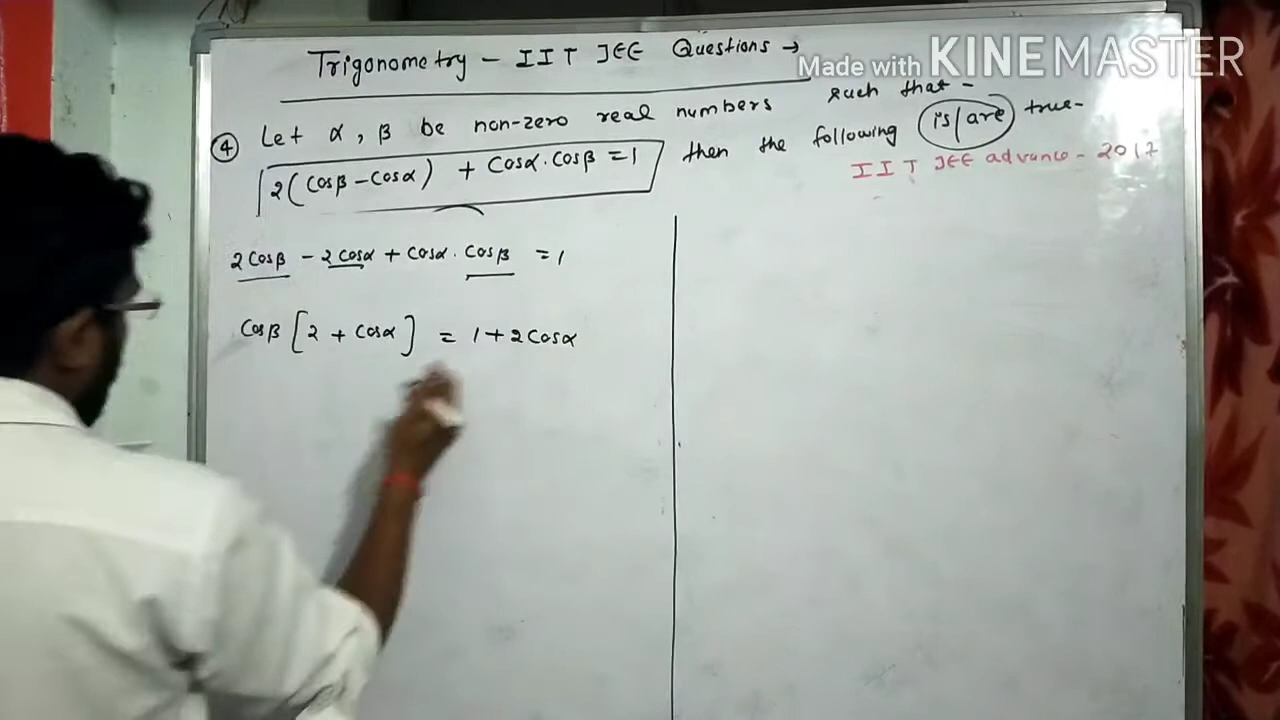 Trigonometry - IIT JEE Questions →
Made with KINEMASTER
④ Let α, β be non-zero real numbers such that -
2(Cosβ - Cosα) + Cosα.Cosβ = 1 then the following is/are true-
IIT JEE advance - 2017
2Cosβ - 2Cosα + Cosα. Cosβ = 1
Cosβ [2 + Cosα] = 1+2Cosα